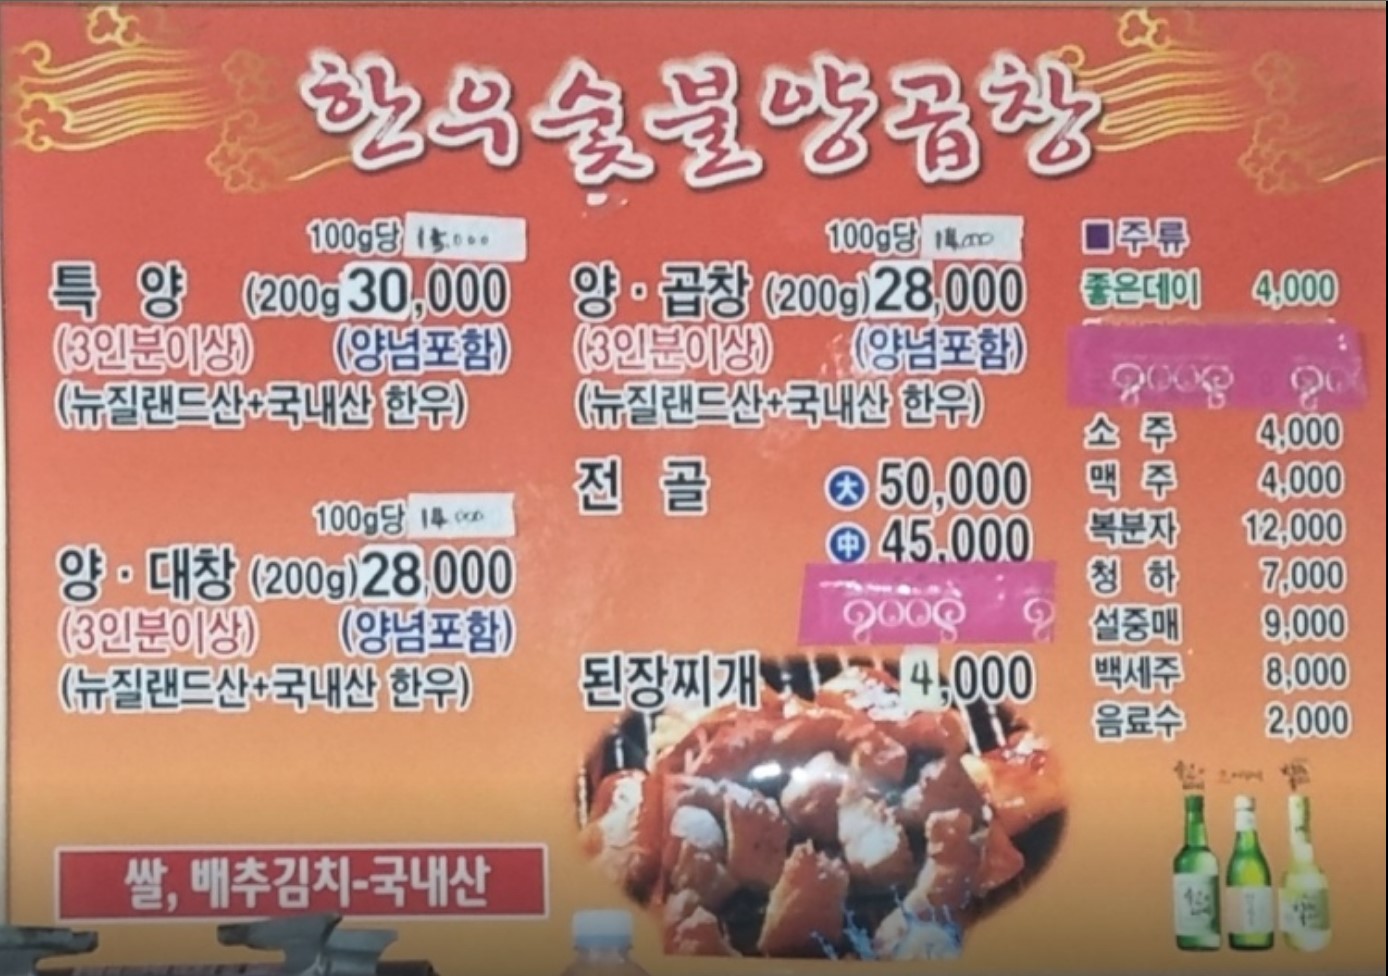 한우숯불양곱창
100g당 15.000
특 양 (200g 30,000
(3인분이상) (양념포함)
(뉴질랜드산+국내산 한우)
100g당 14.000
양·대창 (200g)28,000
(3인분이상) (양념포함)
(뉴질랜드산+국내산 한우)
쌀, 배추김치-국내산
100g당 14.000
양·곱창 (200g)28,000
(3인분이상) (양념포함)
(뉴질랜드산+국내산 한우)
전 골 大 50,000
中 45,000
된장찌개 4,000
■주류
좋은데이 4,000
소 주 4,000
맥 주 4,000
복분자 12,000
청 하 7,000
설중매 9,000
백세주 8,000
음료수 2,000